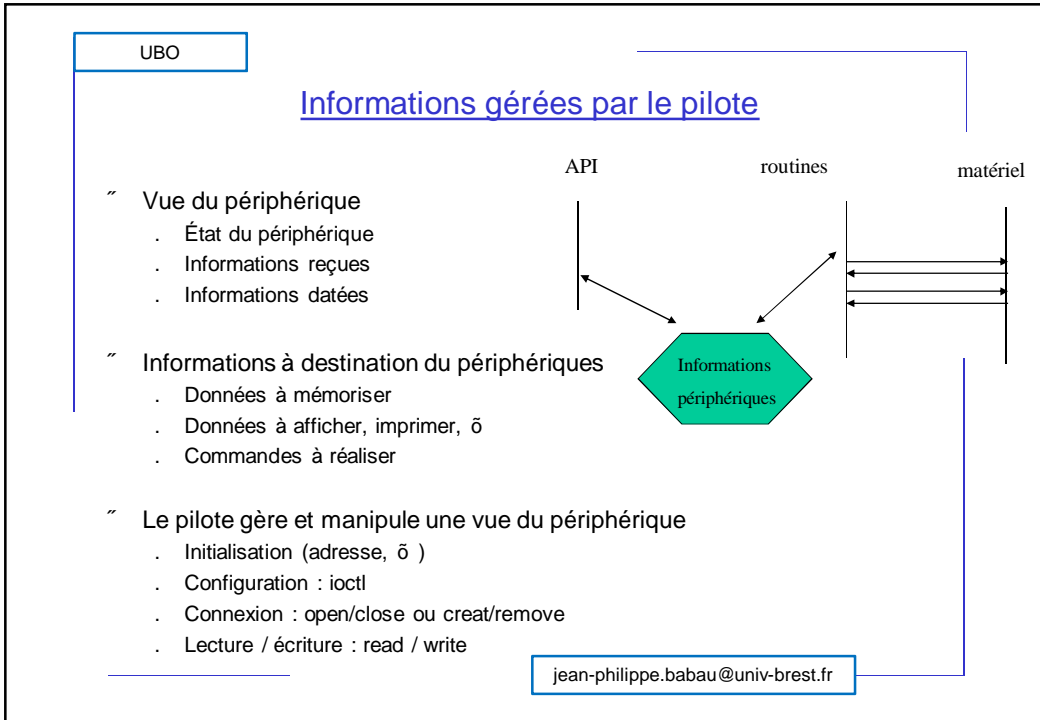 UBO
Informations gérées par le pilote
API
routines
matériel
˝ Vue du périphérique
. État du périphérique
. Informations reçues
. Informations datées
˝ Informations à destination du périphériques
. Données à mémoriser
. Données à afficher, imprimer, õ
. Commandes à réaliser
Informations
périphériques
˝ Le pilote gère et manipule une vue du périphérique
. Initialisation (adresse, õ )
. Configuration : ioctl
. Connexion : open/close ou creat/remove
. Lecture / écriture : read / write
jean-philippe.babau@univ-brest.fr